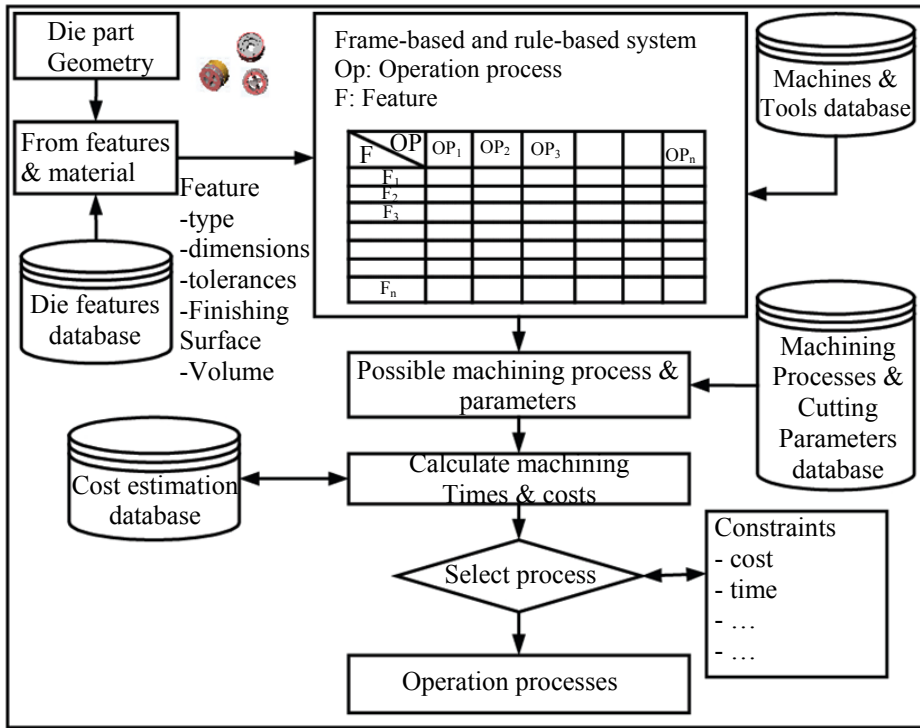 Die part
Geometry
From features
& material
Die features
database
Feature
-type
-dimensions
-tolerances
-Finishing
Surface
-Volume
Frame-based and rule-based system
Op: Operation process
F: Feature
OP
F
OP1 OP2 OP3 OPn
F1
F2
F3
Fn
Machines &
Tools database
Possible machining process &
parameters
Machining
Processes &
Cutting
Parameters
database
Calculate machining
Times & costs
Cost estimation
database
Select process
Constraints
- cost
- time
- …
- …
Operation processes